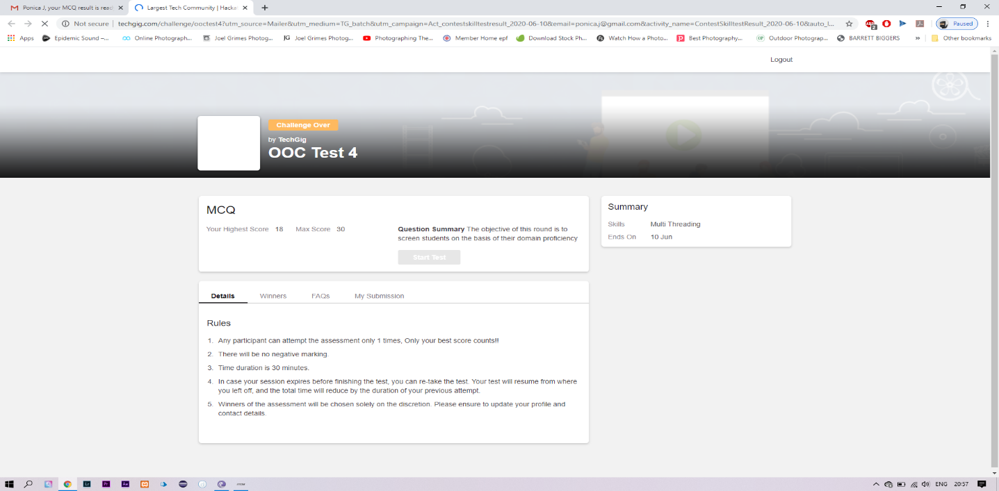 Ponica J, your MCQ result is read
Largest Tech Community | Hacka
Not secure
techgig.com/challenge/ooctest4?utm_source=Mailer&utm_medium=TG_batch&utm_campaign=Act_contestskilltestresult_2020-06-10&email=ponica.j@gmail.com&activity_name=ContestSkilltestResult_2020-06-10&auto_l...
ABP
2
Paused
Apps
Epidemic Sound –...
Online Photograph...
Joel Grimes Photog...
JG Joel Grimes Photog...
Photographing The...
Member Home epf
Download Stock Ph...
Watch How a Photo...
Best Photography...
Outdoor Photograp...
BARRETT BIGGERS
»
Other bookmarks
Logout
Challenge Over
by TechGig
OOC Test 4
MCQ
Your Highest Score 18 Max Score 30
Question Summary The objective of this round is to
screen students on the basis of their domain proficiency
Start Test
Summary
Skills Multi Threading
Ends On 10 Jun
Details Winners FAQs My Submission
Rules
1. Any participant can attempt the assessment only 1 times, Only your best score counts!!
2. There will be no negative marking.
3. Time duration is 30 minutes.
4. In case your session expires before finishing the test, you can re-take the test. Your test will resume from where
you left off, and the total time will reduce by the duration of your previous attempt.
5. Winners of the assessment will be chosen solely on the discretion. Please ensure to update your profile and
contact details
Lr
Pr
Ae
ENG
20:57